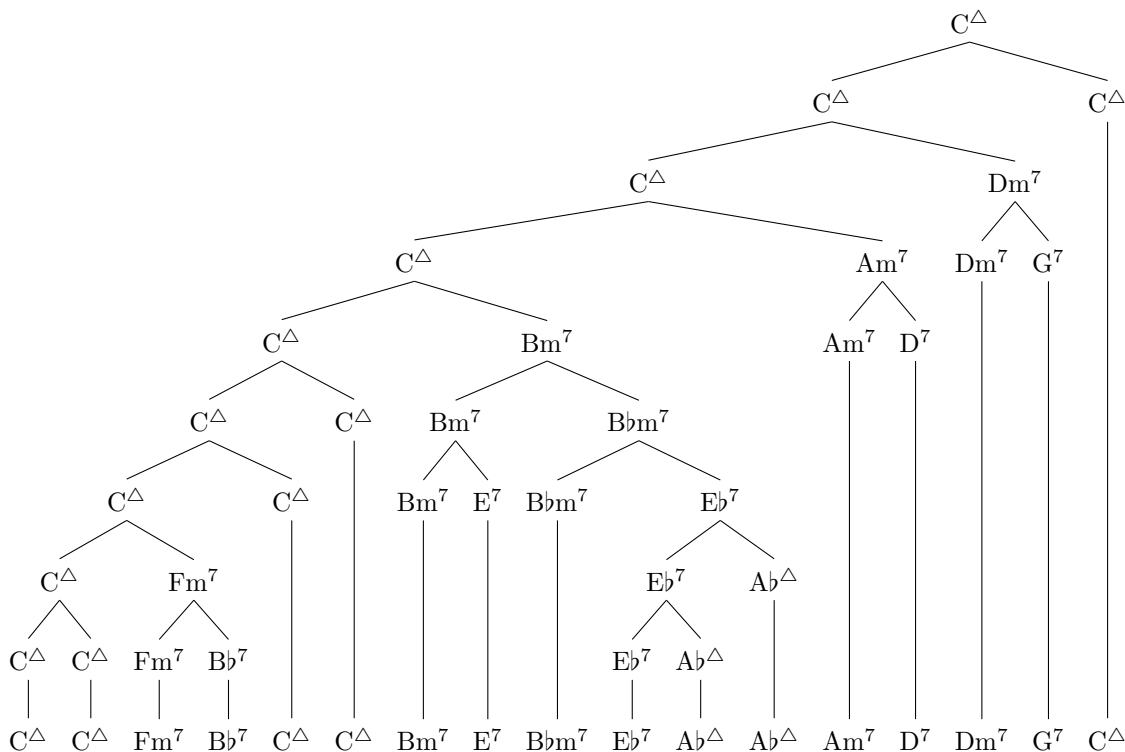 C△
C△ C△
C△ Dm⁷
C△ Am⁷ Dm⁷ G⁷
C△ Bm⁷ Am⁷ D⁷
C△ C△ Bm⁷ B♭m⁷
C△ C△ Bm⁷ E⁷ B♭m⁷ E♭⁷
C△ Fm⁷ E♭⁷ A♭△
C△ C△ Fm⁷ B♭⁷ E♭⁷ A♭△
C△ C△ Fm⁷ B♭⁷ C△ C△ Bm⁷ E⁷ B♭m⁷ E♭⁷ A♭△ A♭△ Am⁷ D⁷ Dm⁷ G⁷ C△